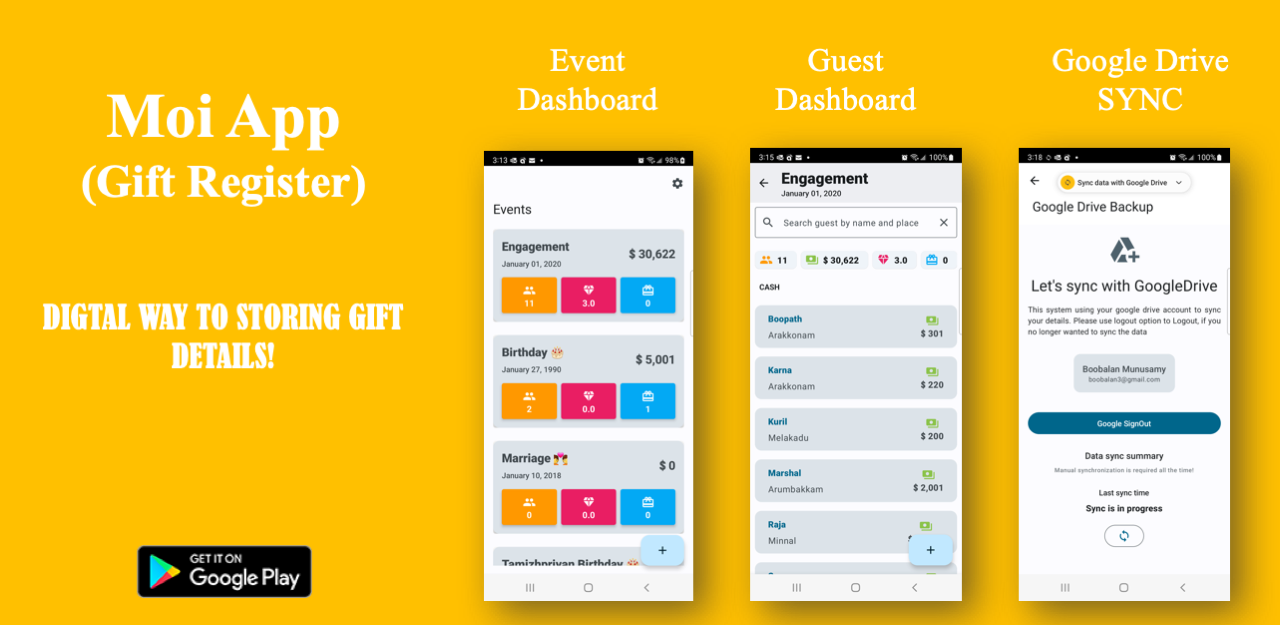 Moi App
(Gift Register)
DIGTAL WAY TO STORING GIFT
DETAILS!
GET IT ON
Google Play
Event
Dashboard
3:13
98%
Events
Engagement
$ 30,622
January 01, 2020
11
3.0
0
Birthday
$ 5,001
January 27, 1990
2
0.0
1
Marriage
$ 0
January 10, 2018
0
0.0
0
Tamizhpriyan Birthday
+
Guest
Dashboard
3:15
100%
Engagement
January 01, 2020
Search guest by name and place
11
$ 30,622
3.0
0
CASH
Boopath
Arakkonam
$ 301
Karna
Arakkonam
$ 220
Kuril
Melakadu
$ 200
Marshal
Arumbakkam
$ 2,001
Raja
Minnal
+
Google Drive
SYNC
3:18
100%
Sync data with Google Drive
Google Drive Backup
Let's sync with GoogleDrive
This system using your google drive account to sync
your details. Please use logout option to Logout, if you
no longer wanted to sync the data
Boobalan Munusamy
boobalan3@gmail.com
Google SignOut
Data sync summary
Manual synchronization is required all the time!
Last sync time
Sync is in progress